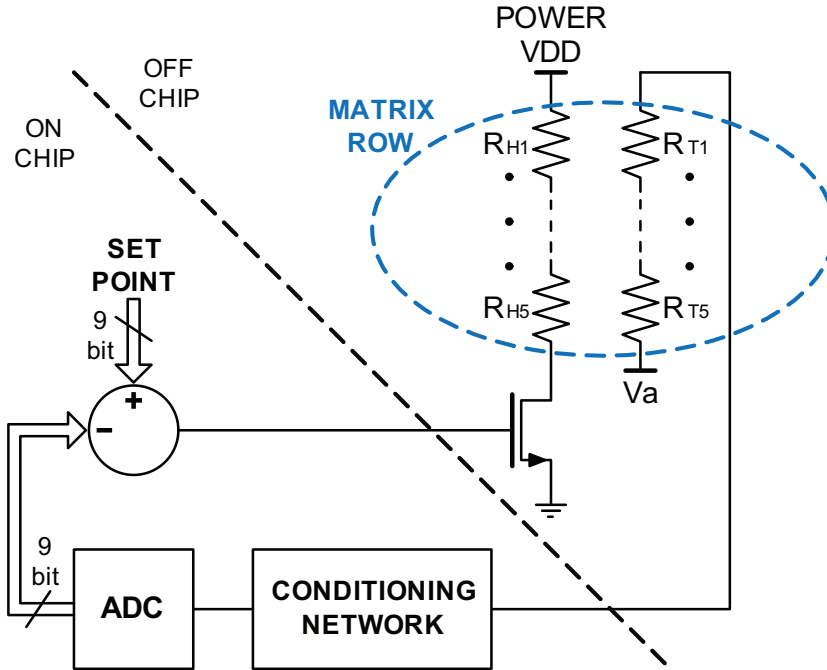 POWER
VDD
OFF
CHIP
ON
CHIP
MATRIX
ROW
RH1
RT1
SET
POINT
RH5
RT5
9
bit
Va
+
-
9
bit
ADC
CONDITIONING
NETWORK